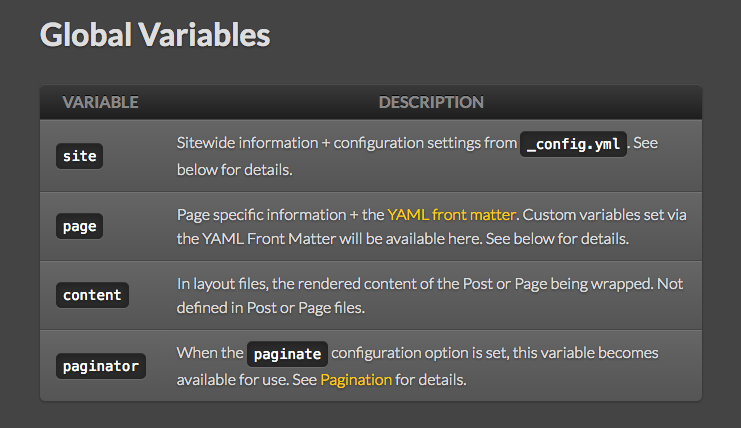 Global Variables
VARIABLE DESCRIPTION
site
Sitewide information + configuration settings from _config.yml. See
below for details.
page
Page specific information + the YAML front matter. Custom variables set via
the YAML Front Matter will be available here. See below for details.
content
In layout files, the rendered content of the Post or Page being wrapped. Not
defined in Post or Page files.
paginator
When the paginate configuration option is set, this variable becomes
available for use. See Pagination for details.